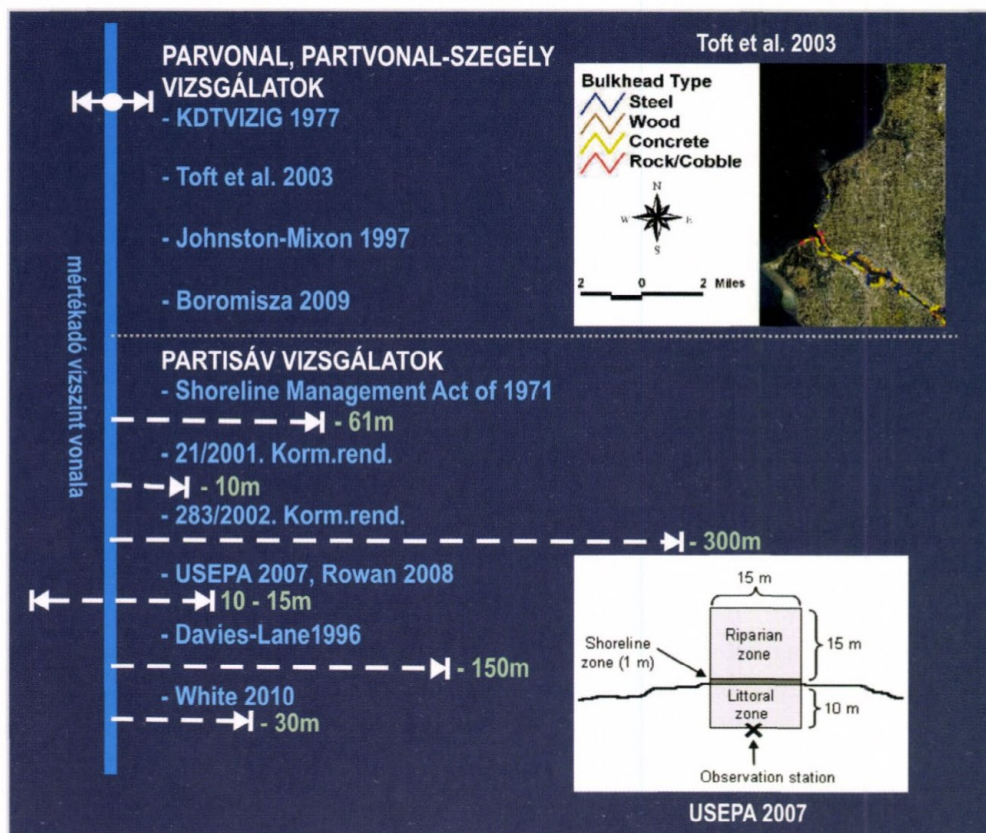 PARVONAL, PARTVONAL-SZEGÉLY
VIZSGÁLATOK
- KDTVIZIG 1977
- Toft et al. 2003
- Johnston-Mixon 1997
- Boromisza 2009
mértékadó vízszint vonala
Toft et al. 2003
Bulkhead Type
Steel
Wood
Concrete
Rock/Cobble
N
W E
S
2 0 2 Miles
PARTISÁV VIZSGÁLATOK
- Shoreline Management Act of 1971
- 61m
- 21/2001. Korm.rend.
- 10m
- 283/2002. Korm.rend.
- 300m
- USEPA 2007, Rowan 2008
10 - 15m
- Davies-Lane1996
- 150m
- White 2010
- 30m
15 m
Riparian
zone
15 m
Shoreline
zone (1 m)
Littoral
zone
10 m
Observation station
USEPA 2007